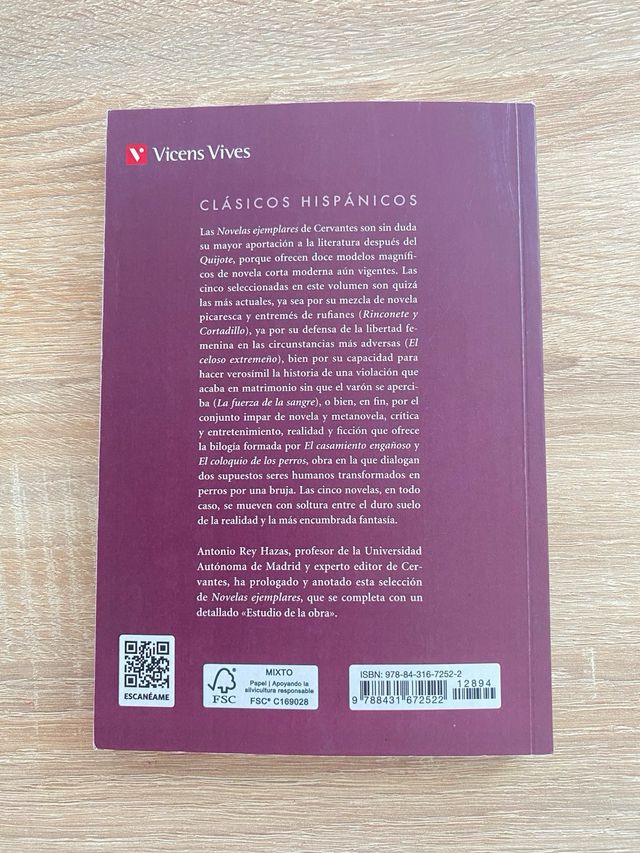 Vicens Vives
CLÁSICOS HISPÁNICOS
Las Novelas ejemplares de Cervantes son sin duda
su mayor aportación a la literatura después del
Quijote, porque ofrecen doce modelos magnífi-
cos de novela corta moderna aún vigentes. Las
cinco seleccionadas en este volumen son quizá
las más actuales, ya sea por su mezcla de novela
picaresca y entremés de rufianes (Rinconete y
Cortadillo), ya por su defensa de la libertad fe-
menina en las circunstancias más adversas (El
celoso extremeño), bien por su capacidad para
hacer verosímil la historia de una violación que
acaba en matrimonio sin que el varón se aperci-
ba (La fuerza de la sangre), o bien, en fin, por el
conjunto impar de novela y metanovela, crítica
y entretenimiento, realidad y ficción que ofrece
la bilogía formada por El casamiento engañoso y
El coloquio de los perros, obra en la que dialogan
dos supuestos seres humanos transformados en
perros por una bruja. Las cinco novelas, en todo
caso, se mueven con soltura entre el duro suelo
de la realidad y la más encumbrada fantasía.
Antonio Rey Hazas, profesor de la Universidad
Autónoma de Madrid y experto editor de Cer-
vantes, ha prologado y anotado esta selección
de Novelas ejemplares, que se completa con un
detallado «Estudio de la obra».
ESCANÉAME
FSC
MIXTO
Papel | Apoyando la
silvicultura responsable
FSC® C169028
ISBN: 978-84-316-7252-2
12894
9 788431 672522